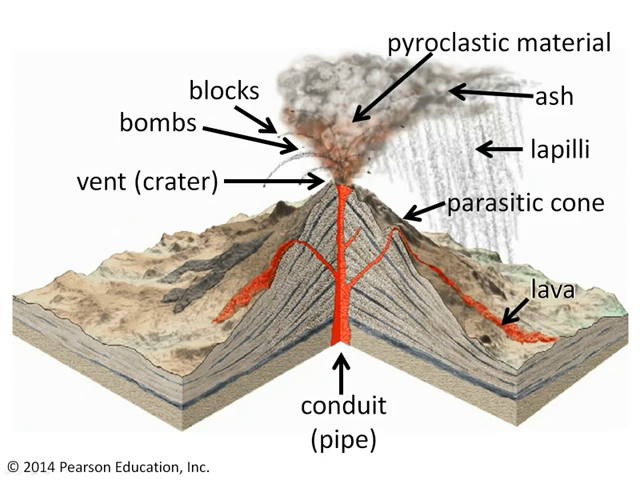 pyroclastic material
blocks
ash
bombs
lapilli
vent (crater)
parasitic cone
lava
conduit
(pipe)
© 2014 Pearson Education, Inc.